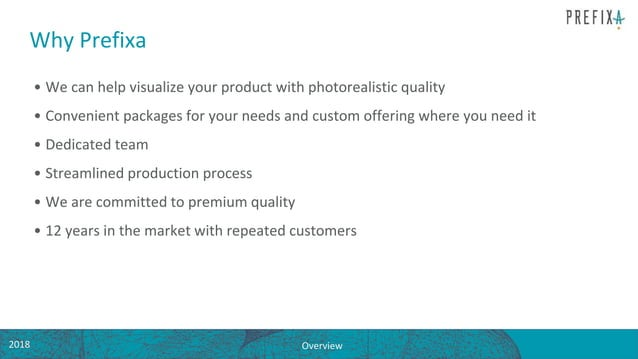 PREFIXA
Why Prefixa
• We can help visualize your product with photorealistic quality
• Convenient packages for your needs and custom offering where you need it
• Dedicated team
• Streamlined production process
• We are committed to premium quality
• 12 years in the market with repeated customers
2018
Overview